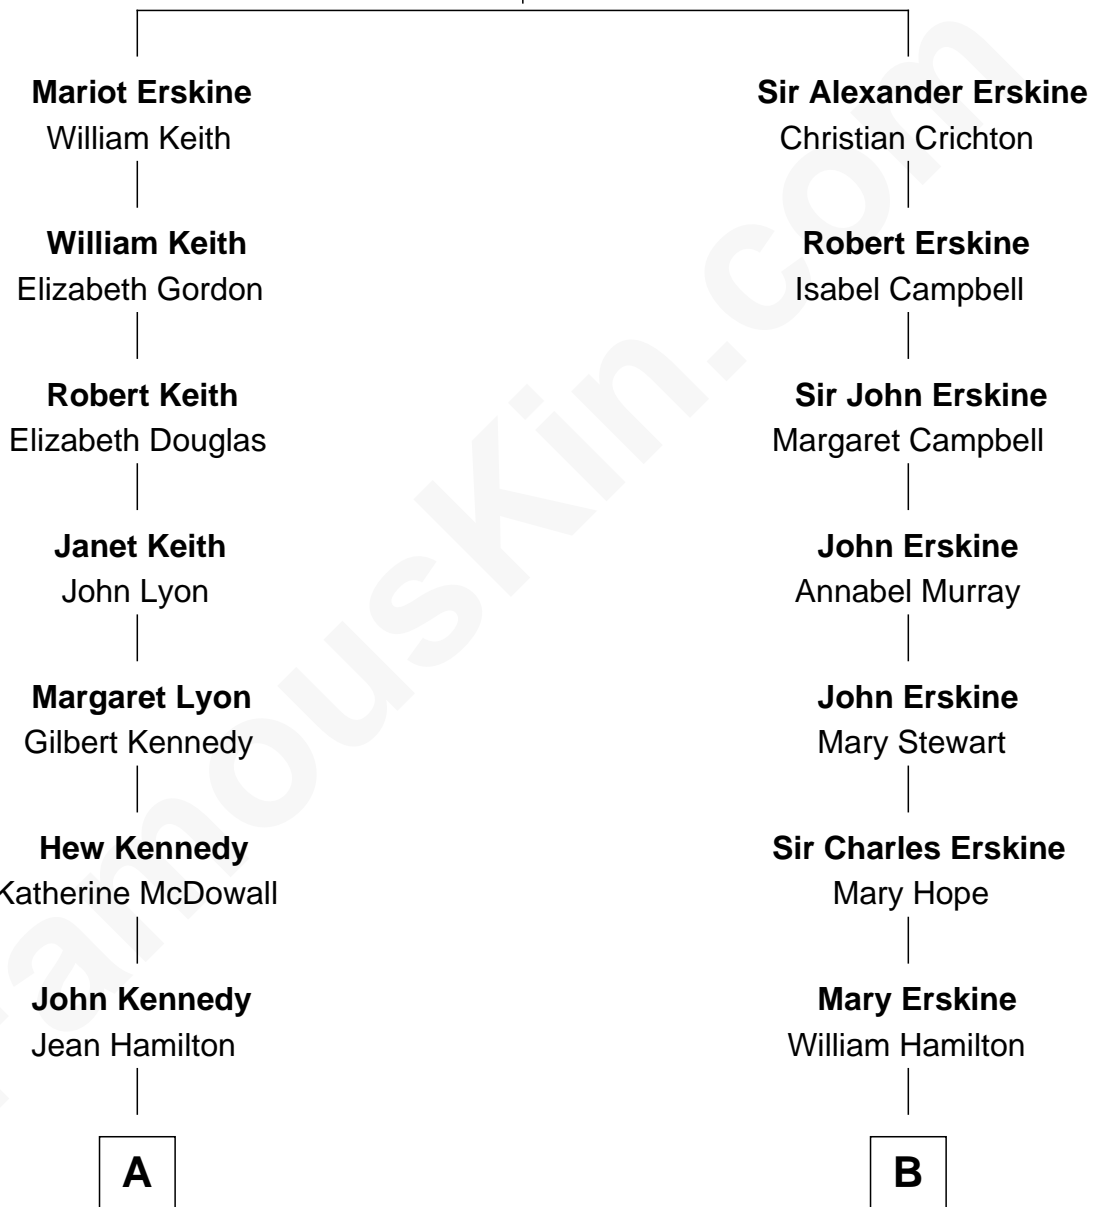 Mariot Erskine
William Keith
William Keith
Elizabeth Gordon
Robert Keith
Elizabeth Douglas
Janet Keith
John Lyon
Margaret Lyon
Gilbert Kennedy
Hew Kennedy
Katherine McDowall
John Kennedy
Jean Hamilton
A
Sir Alexander Erskine
Christian Crichton
Robert Erskine
Isabel Campbell
Sir John Erskine
Margaret Campbell
John Erskine
Annabel Murray
John Erskine
Mary Stewart
Sir Charles Erskine
Mary Hope
Mary Erskine
William Hamilton
B
FamousKin.com